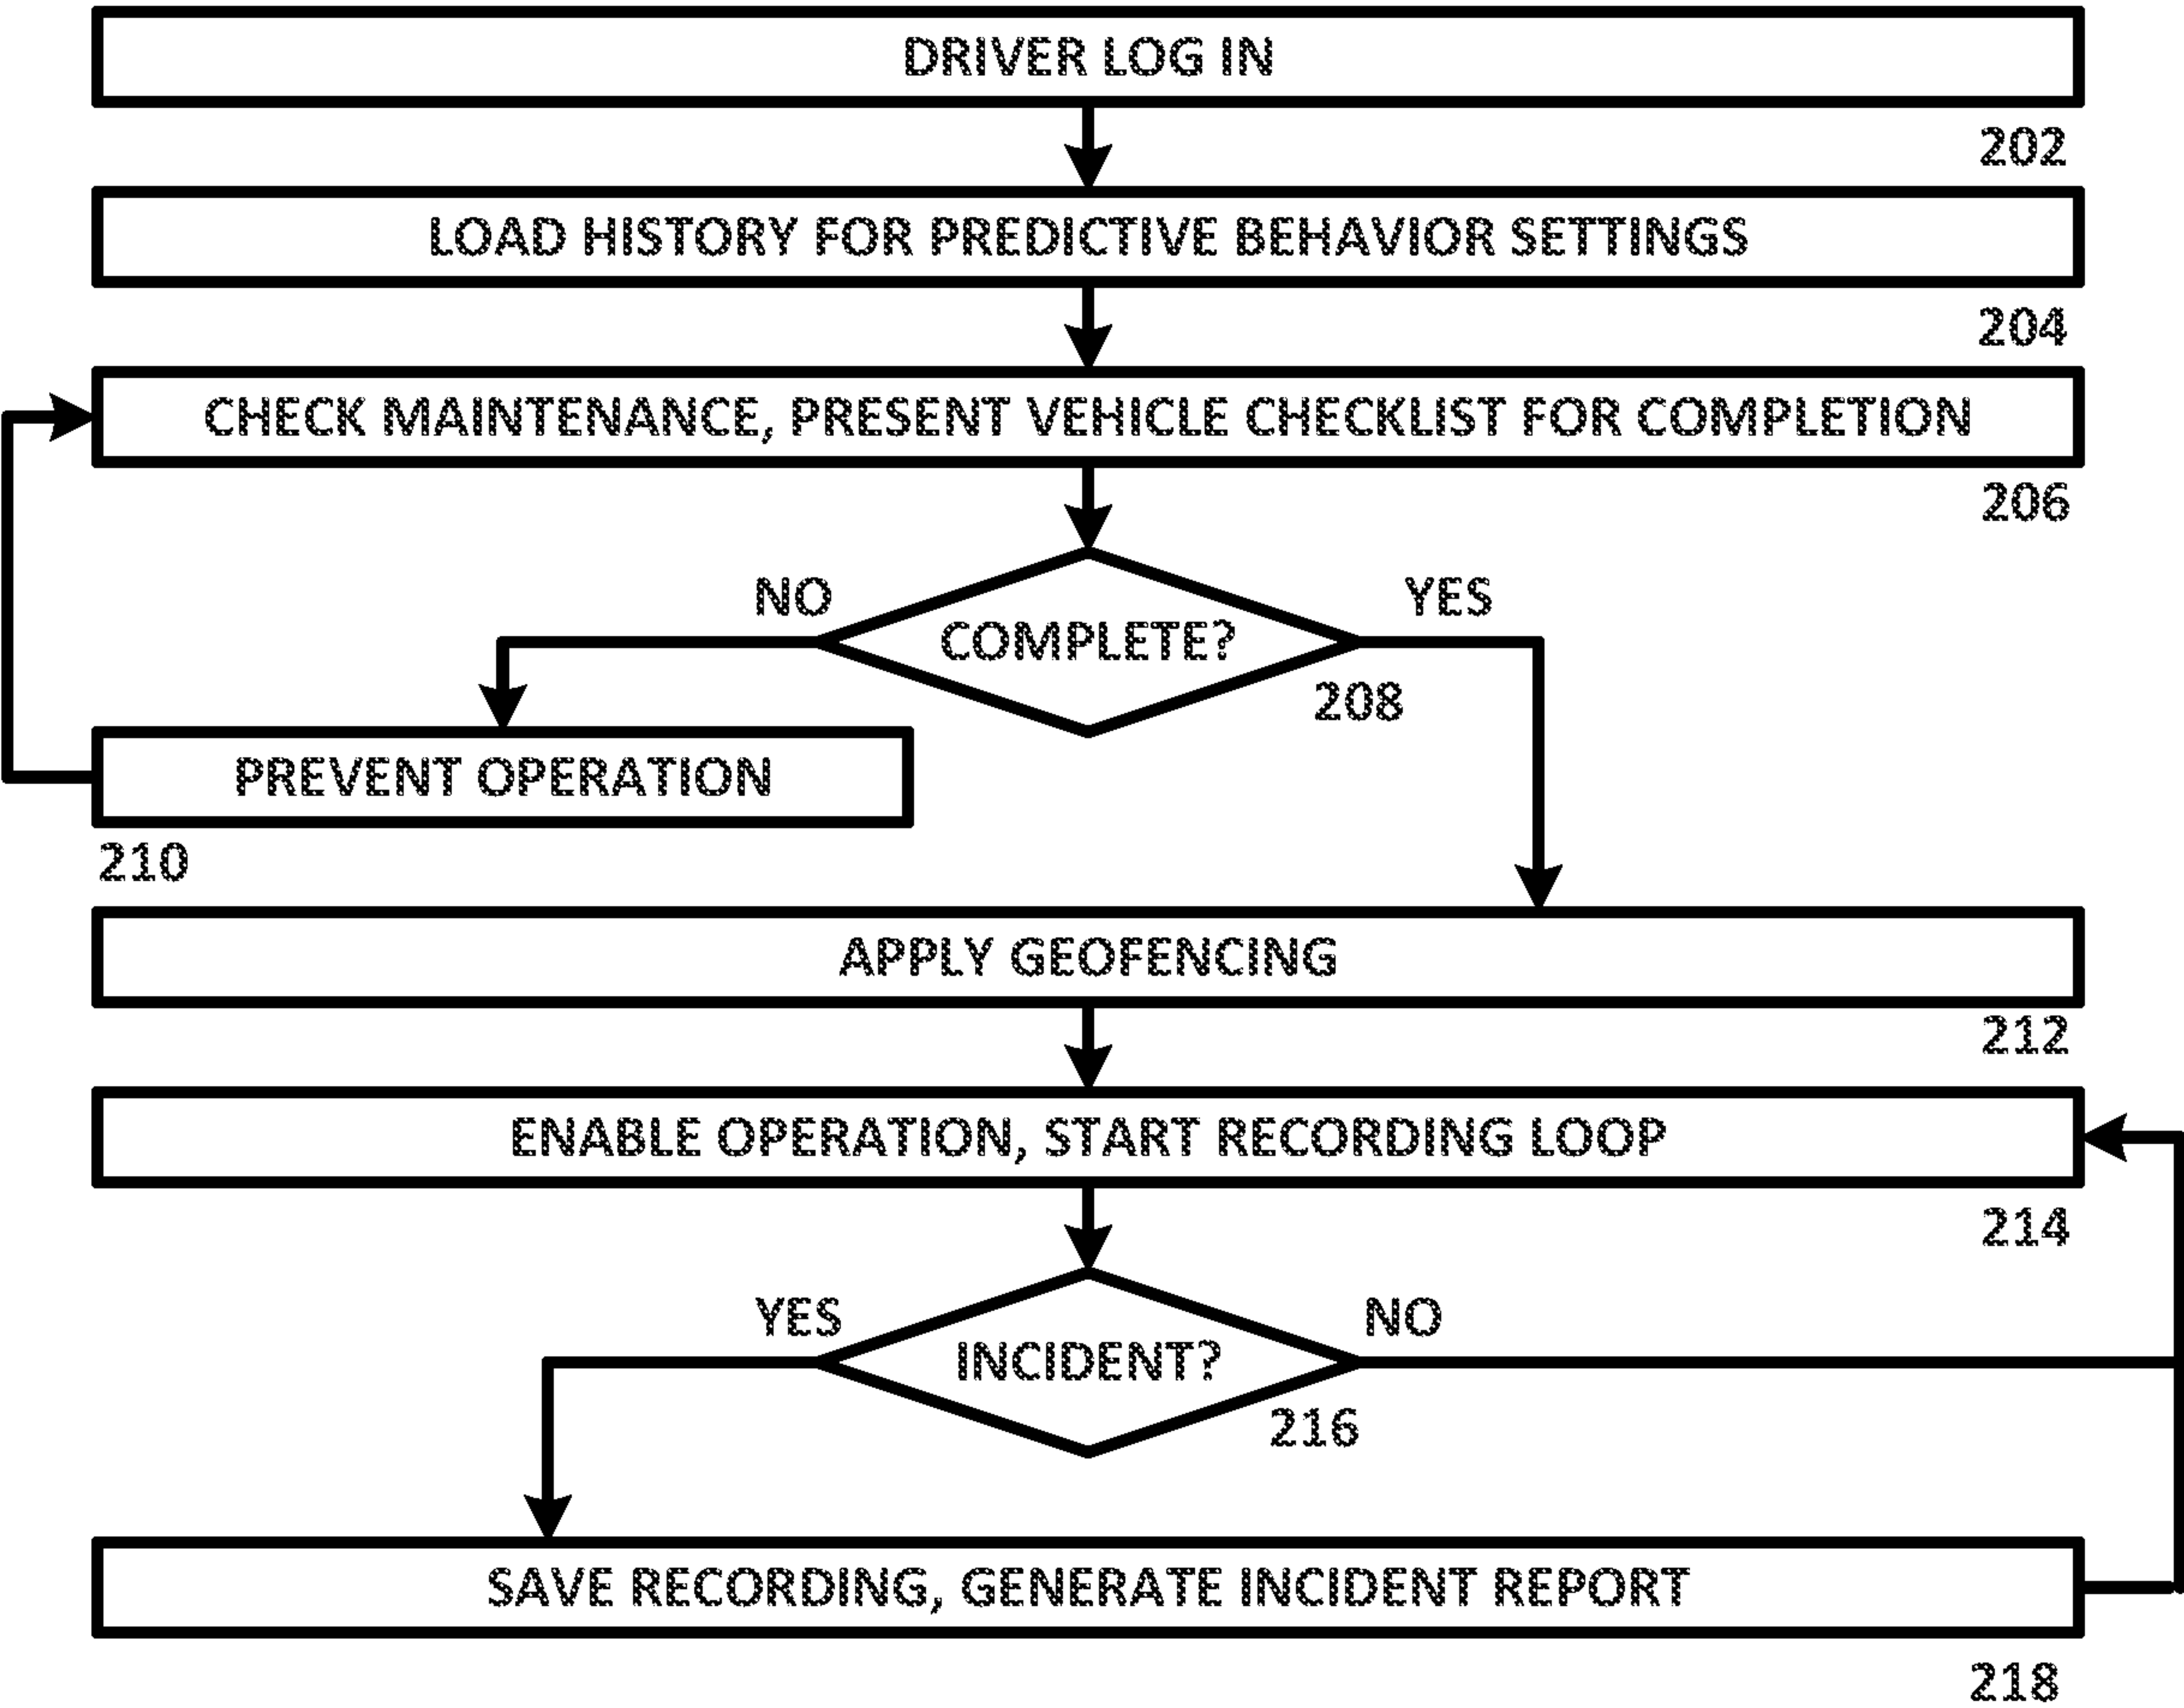 DRIVER LOG IN
202
LOAD HISTORY FOR PREDICTIVE BEHAVIOR SETTINGS
204
CHECK MAINTENANCE, PRESENT VEHICLE CHECKLIST FOR COMPLETION
206
NO
YES
COMPLETE?
208
PREVENT OPERATION
210
APPLY GEOFENCING
212
ENABLE OPERATION, START RECORDING LOOP
214
YES
NO
INCIDENT?
216
SAVE RECORDING, GENERATE INCIDENT REPORT
218